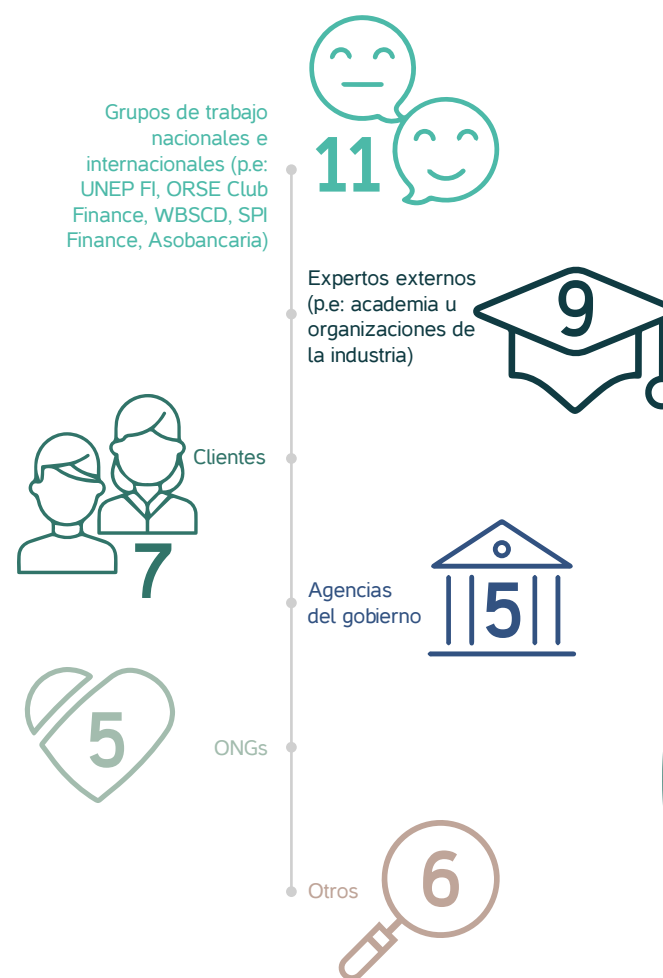 Grupos de trabajo
nacionales e
internacionales (p.e:
UNEP FI, ORSE Club
Finance, WBSCD, SPI
Finance, Asobancaria)
11
Expertos externos
(p.e: academia u
organizaciones de
la industria)
9
Clientes
7
Agencias
del gobierno
5
5
ONGs
Otros
6